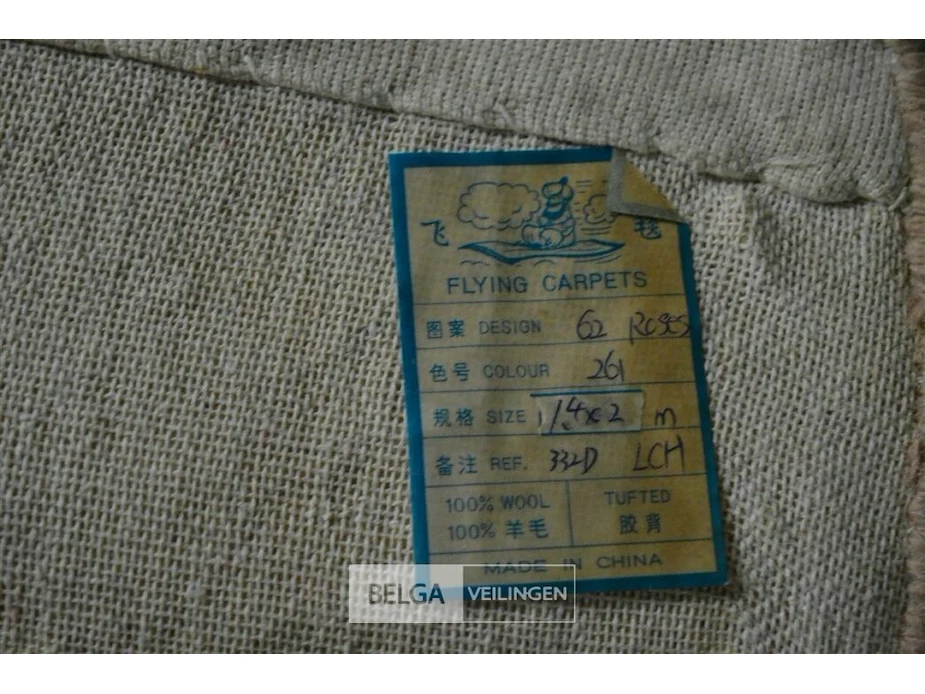 飞 毯
FLYING CARPETS
图案 DESIGN 62 Roses
色号 COLOUR 261
规格 SIZE 1.4x2 m
备注 REF. 332D LCH
100% WOOL TUFTED
100% 羊毛 胶背
MADE IN CHINA
BELGA VEILINGEN